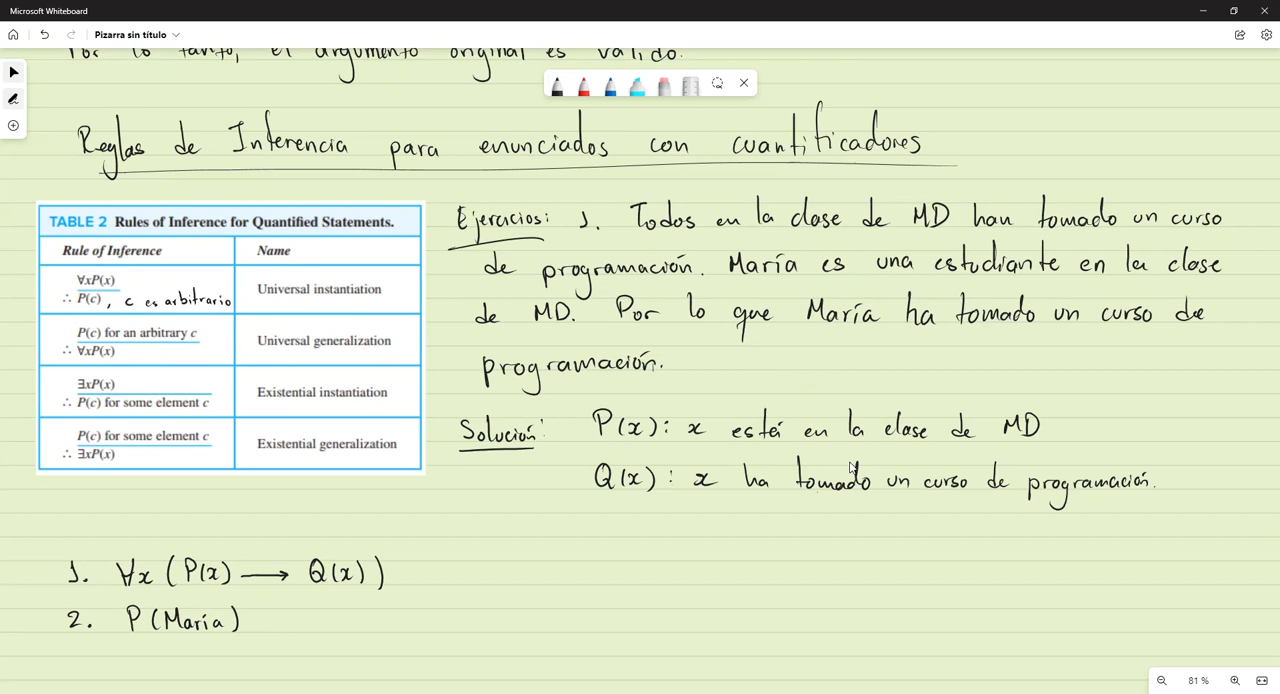 Microsoft Whiteboard
Pizarra sin título
Por lo tanto, el argumento original es válido.
Reglas de Inferencia para enunciados con cuantificadores
TABLE 2 Rules of Inference for Quantified Statements.
Rule of Inference Name
∀xP(x)
∴ P(c), c es arbitrario
Universal instantiation
P(c) for an arbitrary c
∴ ∀xP(x)
Universal generalization
∃xP(x)
∴ P(c) for some element c
Existential instantiation
P(c) for some element c
∴ ∃xP(x)
Existential generalization
Ejercicios: 1. Todos en la clase de MD han tomado un curso
de programación. María es una estudiante en la clase
de MD. Por lo que María ha tomado un curso de
programación.
Solución: P(x): x está en la clase de MD
Q(x): x ha tomado un curso de programación.
1. ∀x (P(x) → Q(x))
2. P(María)
81 %